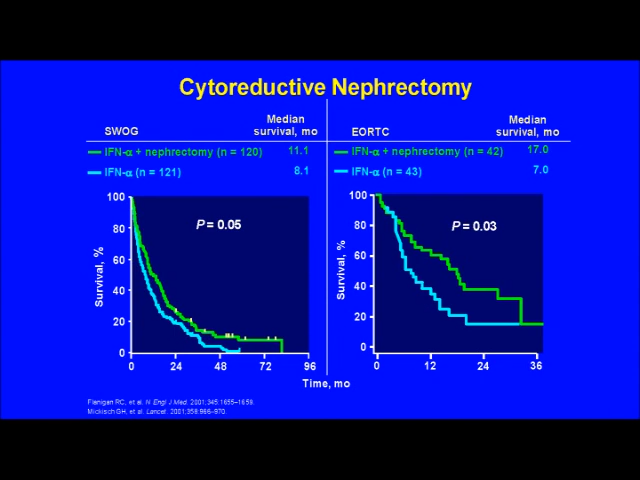 Cytoreductive Nephrectomy
SWOG
Median
survival, mo
IFN-α + nephrectomy (n = 120) 11.1
IFN-α (n = 121) 8.1
EORTC
Median
survival, mo
IFN-α + nephrectomy (n = 42) 17.0
IFN-α (n = 43) 7.0
Survival, %
100
80
60
40
20
0
P = 0.05
0 24 48 72 96
Survival, %
100
80
60
40
20
0
P = 0.03
0 12 24 36
Time, mo
Flanigan RC, et al. N Engl J Med. 2001;345:1655–1659.
Mickisch GH, et al. Lancet. 2001;358:966–970.